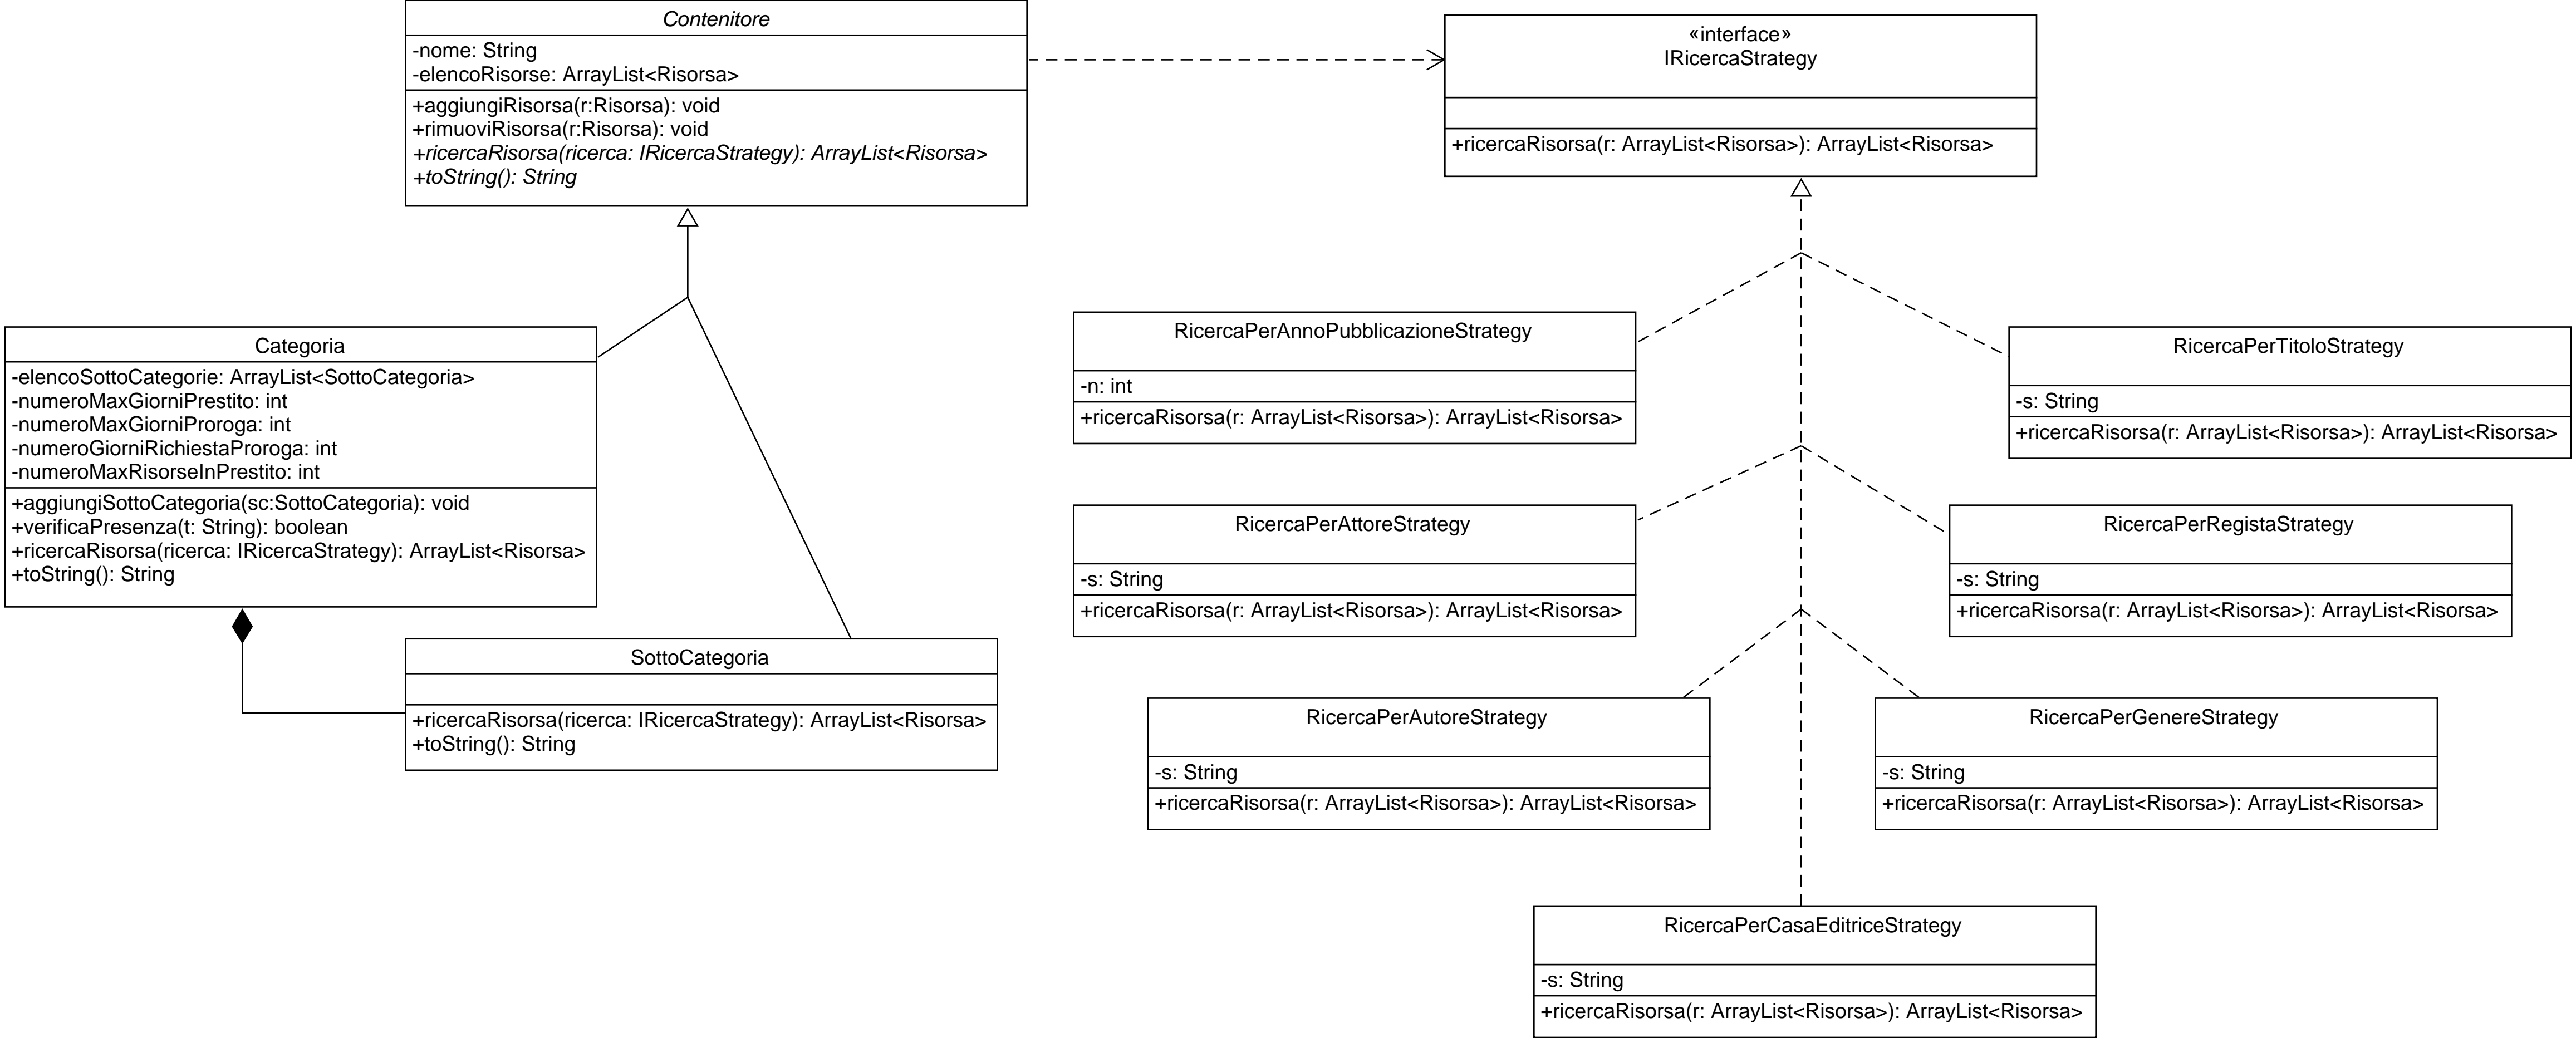 Contenitore
-nome: String
-elencoRisorse: ArrayList<Risorsa>
+aggiungiRisorsa(r:Risorsa): void
+rimuoviRisorsa(r:Risorsa): void
+ricercaRisorsa(ricerca: IRicercaStrategy): ArrayList<Risorsa>
+toString(): String
«interface»
IRicercaStrategy
+ricercaRisorsa(r: ArrayList<Risorsa>): ArrayList<Risorsa>
Categoria
-elencoSottoCategorie: ArrayList<SottoCategoria>
-numeroMaxGiorniPrestito: int
-numeroMaxGiorniProroga: int
-numeroGiorniRichiestaProroga: int
-numeroMaxRisorseInPrestito: int
+aggiungiSottoCategoria(sc:SottoCategoria): void
+verificaPresenza(t: String): boolean
+ricercaRisorsa(ricerca: IRicercaStrategy): ArrayList<Risorsa>
+toString(): String
SottoCategoria
+ricercaRisorsa(ricerca: IRicercaStrategy): ArrayList<Risorsa>
+toString(): String
RicercaPerAnnoPubblicazioneStrategy
-n: int
+ricercaRisorsa(r: ArrayList<Risorsa>): ArrayList<Risorsa>
RicercaPerTitoloStrategy
-s: String
+ricercaRisorsa(r: ArrayList<Risorsa>): ArrayList<Risorsa>
RicercaPerAttoreStrategy
-s: String
+ricercaRisorsa(r: ArrayList<Risorsa>): ArrayList<Risorsa>
RicercaPerRegistaStrategy
-s: String
+ricercaRisorsa(r: ArrayList<Risorsa>): ArrayList<Risorsa>
RicercaPerAutoreStrategy
-s: String
+ricercaRisorsa(r: ArrayList<Risorsa>): ArrayList<Risorsa>
RicercaPerGenereStrategy
-s: String
+ricercaRisorsa(r: ArrayList<Risorsa>): ArrayList<Risorsa>
RicercaPerCasaEditriceStrategy
-s: String
+ricercaRisorsa(r: ArrayList<Risorsa>): ArrayList<Risorsa>